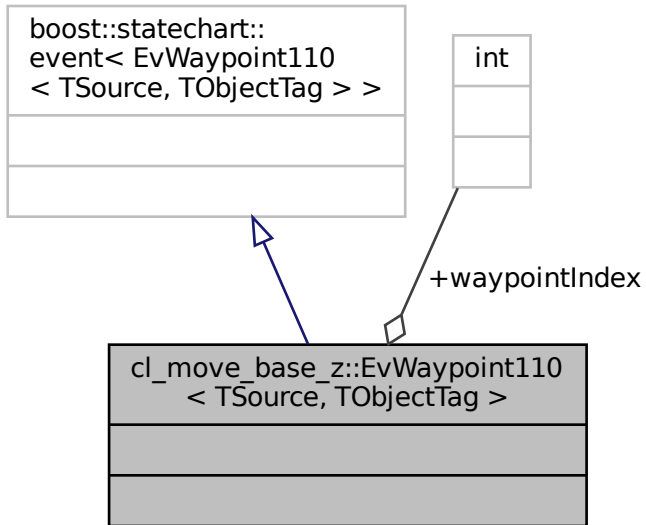 boost::statechart::
event< EvWaypoint110
< TSource, TObjectTag > >
int
+waypointIndex
cl_move_base_z::EvWaypoint110
< TSource, TObjectTag >